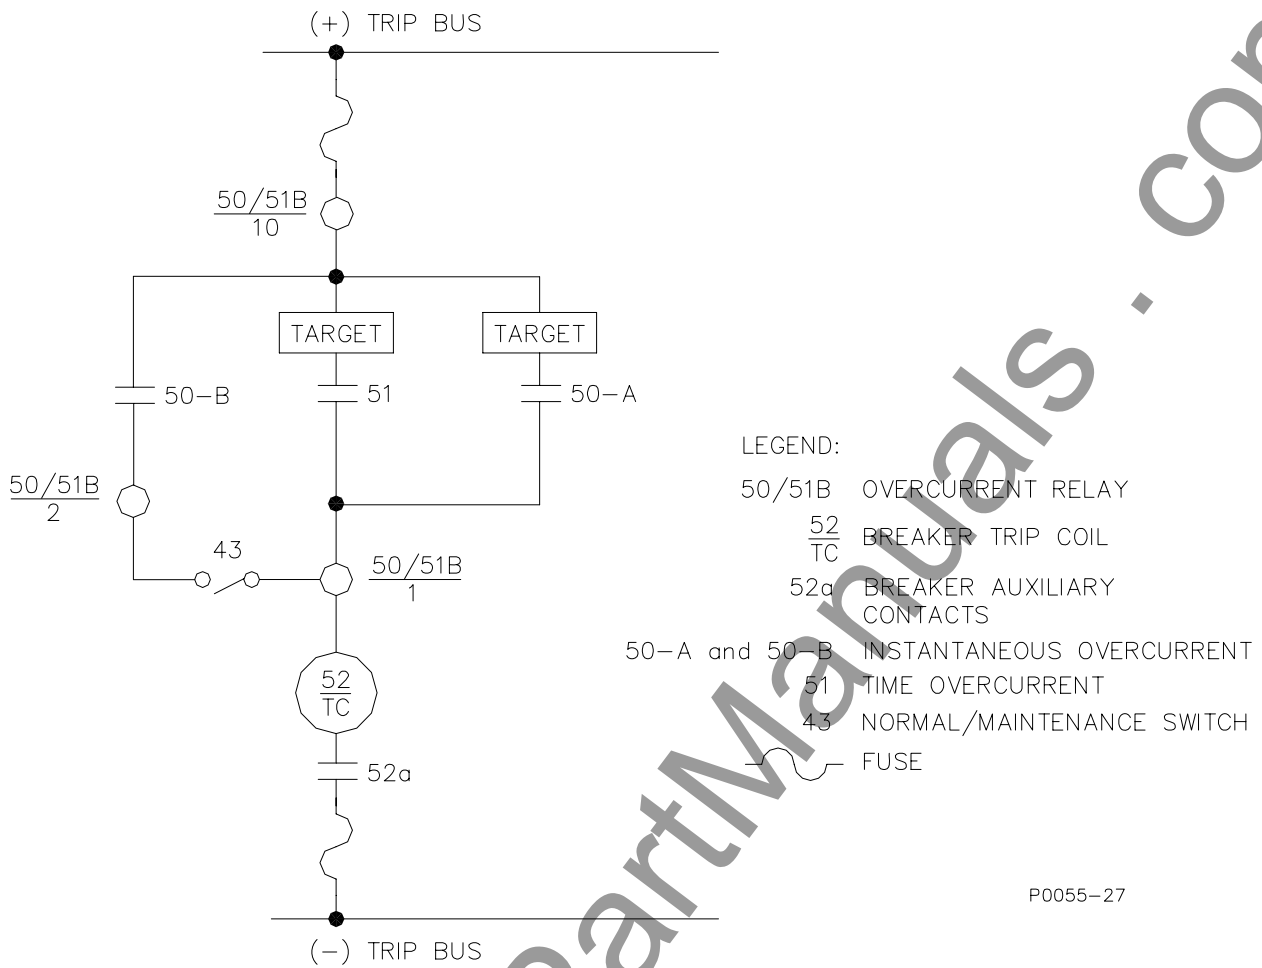 (+) TRIP BUS
50/51B
10
TARGET
TARGET
50-B
51
50-A
50/51B
2
43
50/51B
1
52
TC
52a
(-) TRIP BUS
LEGEND:
50/51B OVERCURRENT RELAY
52
TC
BREAKER TRIP COIL
52a BREAKER AUXILIARY
CONTACTS
50-A and 50-B INSTANTANEOUS OVERCURRENT
51 TIME OVERCURRENT
43 NORMAL/MAINTENANCE SWITCH
FUSE
P0055-27
PartManuals . com